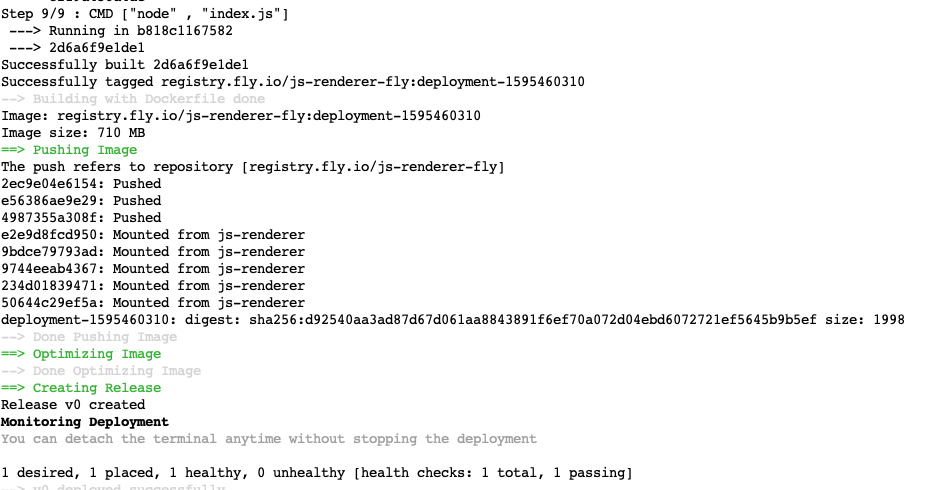 Step 9/9 : CMD ["node" , "index.js"]
---> Running in b818c1167582
---> 2d6a6f9e1de1
Successfully built 2d6a6f9e1de1
Successfully tagged registry.fly.io/js-renderer-fly:deployment-1595460310
--> Building with Dockerfile done
Image: registry.fly.io/js-renderer-fly:deployment-1595460310
Image size: 710 MB
==> Pushing Image
The push refers to repository [registry.fly.io/js-renderer-fly]
2ec9e04e6154: Pushed
e56386ae9e29: Pushed
4987355a308f: Pushed
e2e9d8fcd950: Mounted from js-renderer
9bdce79793ad: Mounted from js-renderer
9744eeab4367: Mounted from js-renderer
234d01839471: Mounted from js-renderer
50644c29ef5a: Mounted from js-renderer
deployment-1595460310: digest: sha256:d92540aa3ad87d67d061aa8843891f6ef70a072d04ebd6072721ef5645b9b5ef size: 1998
--> Done Pushing Image
==> Optimizing Image
--> Done Optimizing Image
==> Creating Release
Release v0 created
Monitoring Deployment
You can detach the terminal anytime without stopping the deployment
1 desired, 1 placed, 1 healthy, 0 unhealthy [health checks: 1 total, 1 passing]
--> v0 deployed successfully